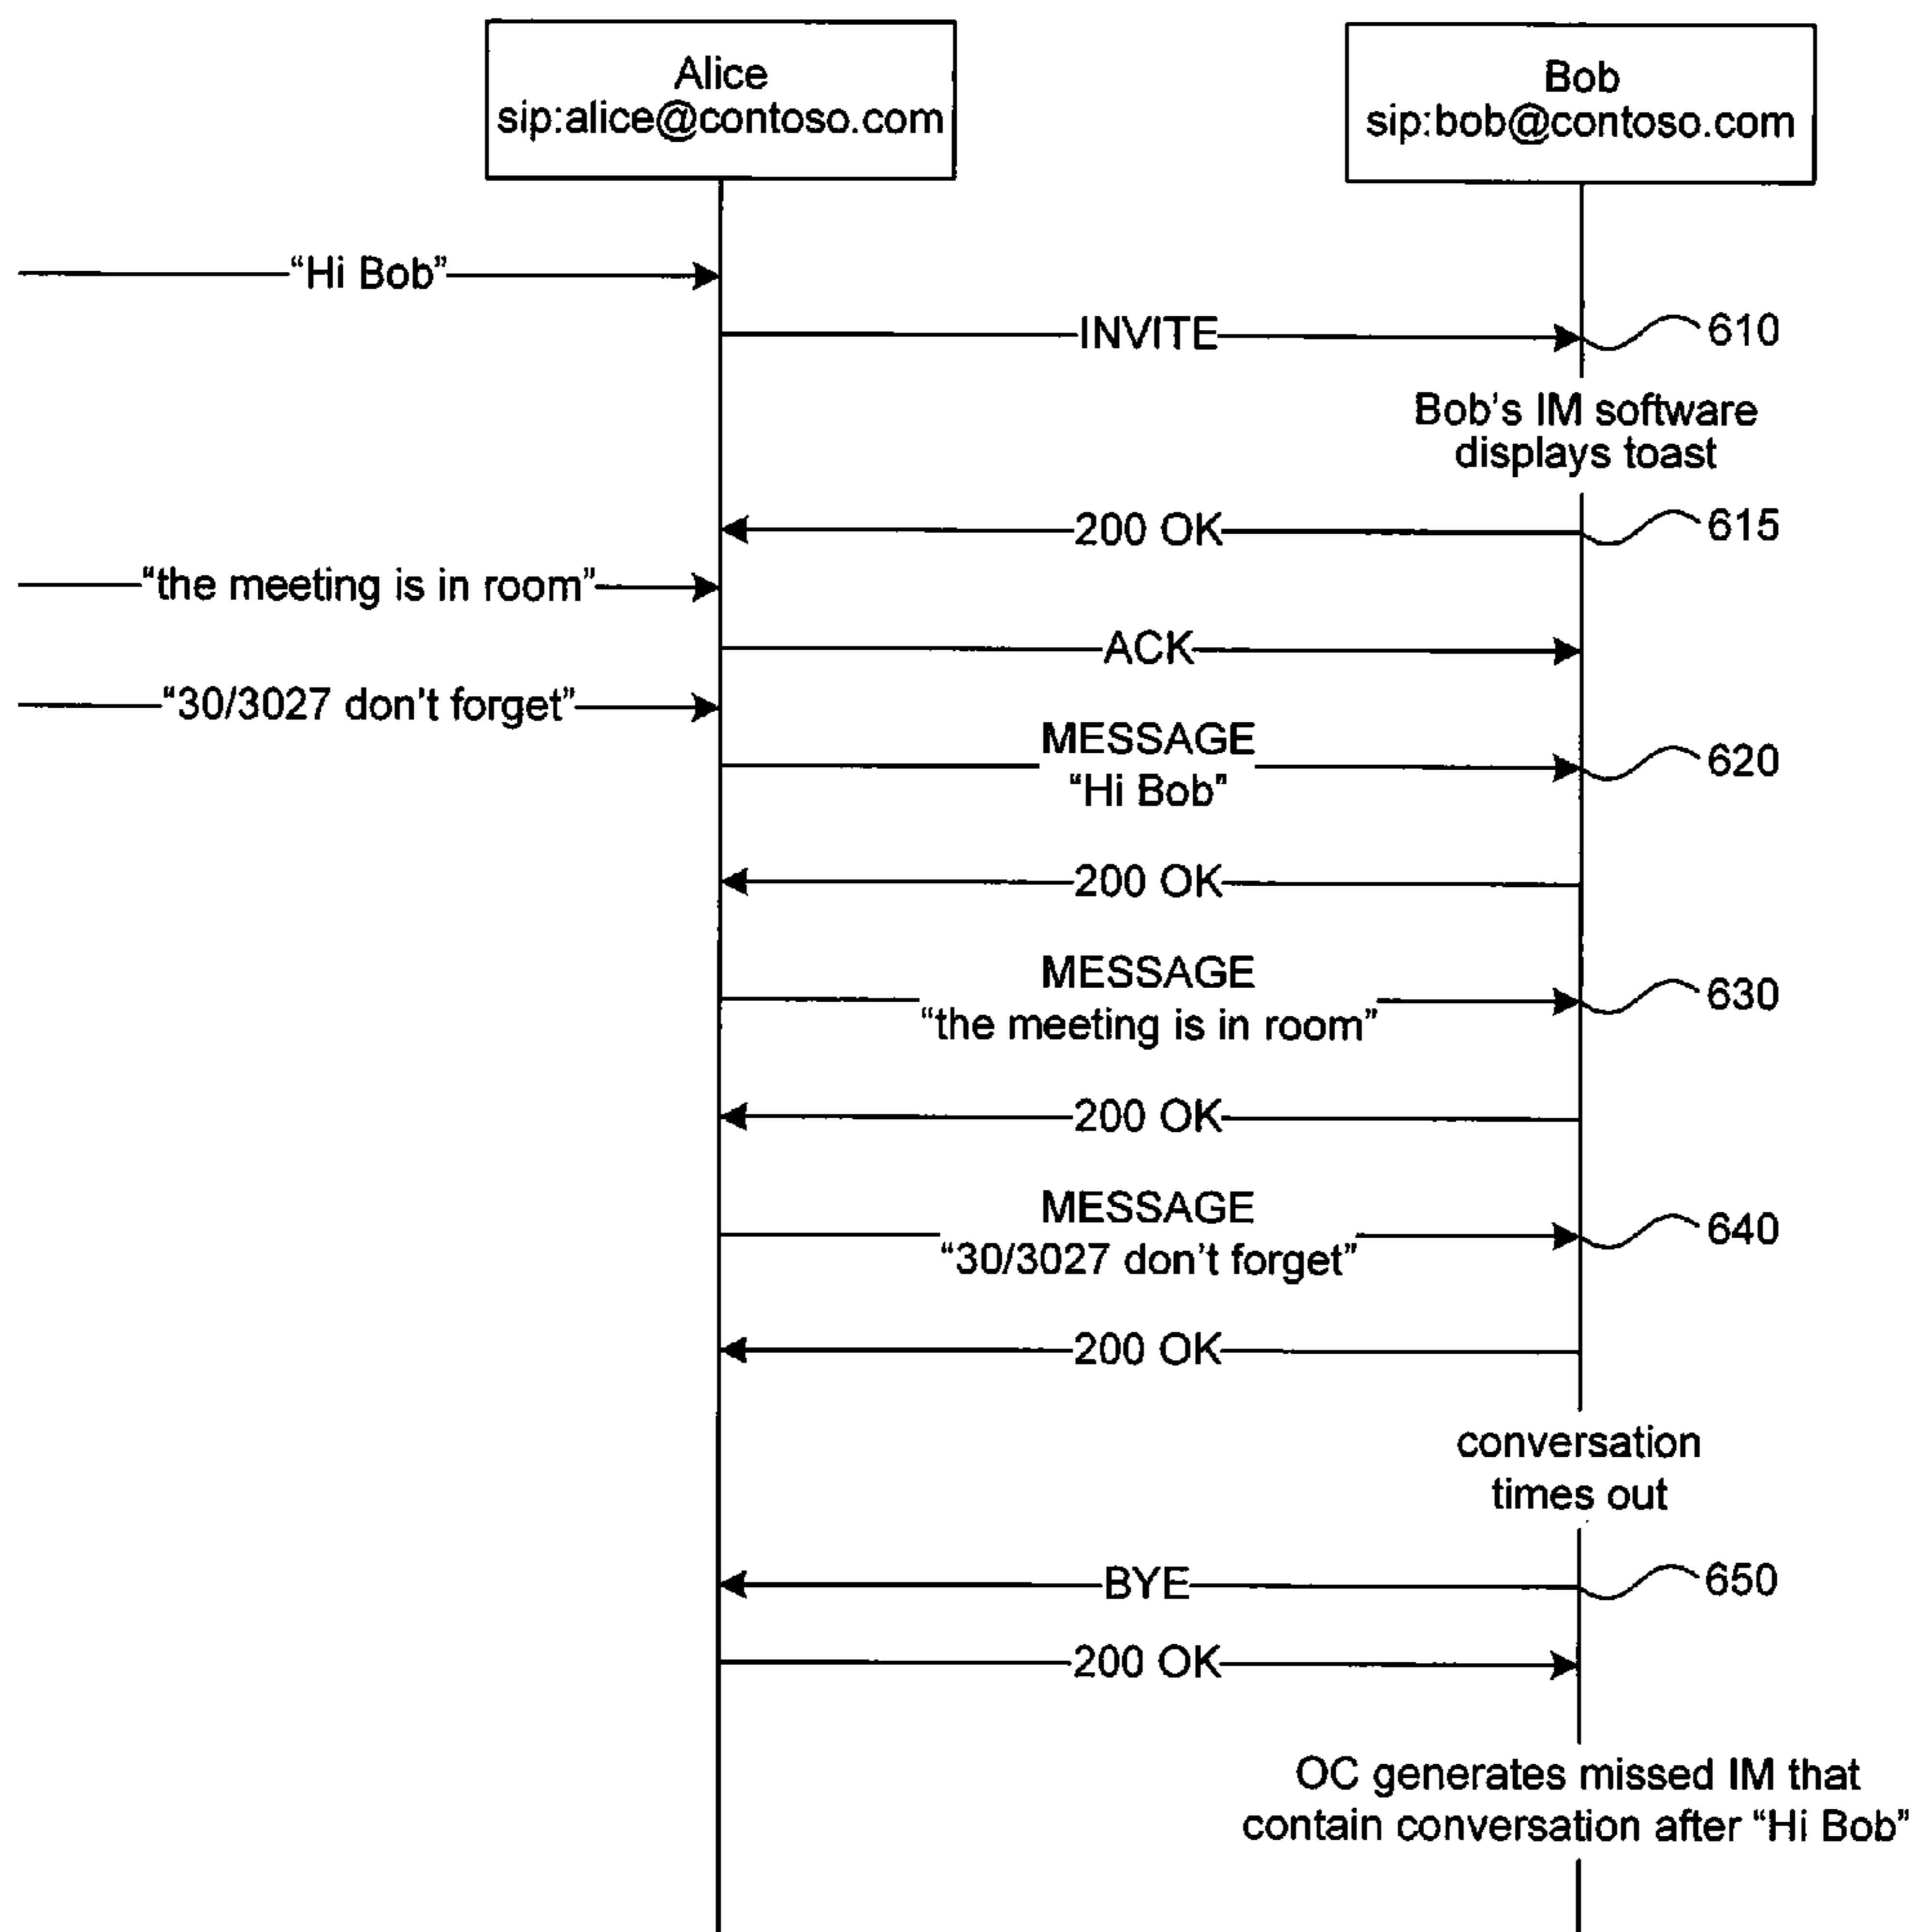 Alice
sip:alice@contoso.com
Bob
sip:bob@contoso.com
“Hi Bob”
INVITE
610
Bob’s IM software
displays toast
200 OK
615
“the meeting is in room”
ACK
“30/3027 don't forget”
MESSAGE
“Hi Bob”
620
200 OK
MESSAGE
“the meeting is in room”
630
200 OK
MESSAGE
“30/3027 don’t forget”
640
200 OK
conversation
times out
BYE
650
200 OK
OC generates missed IM that
contain conversation after “Hi Bob”